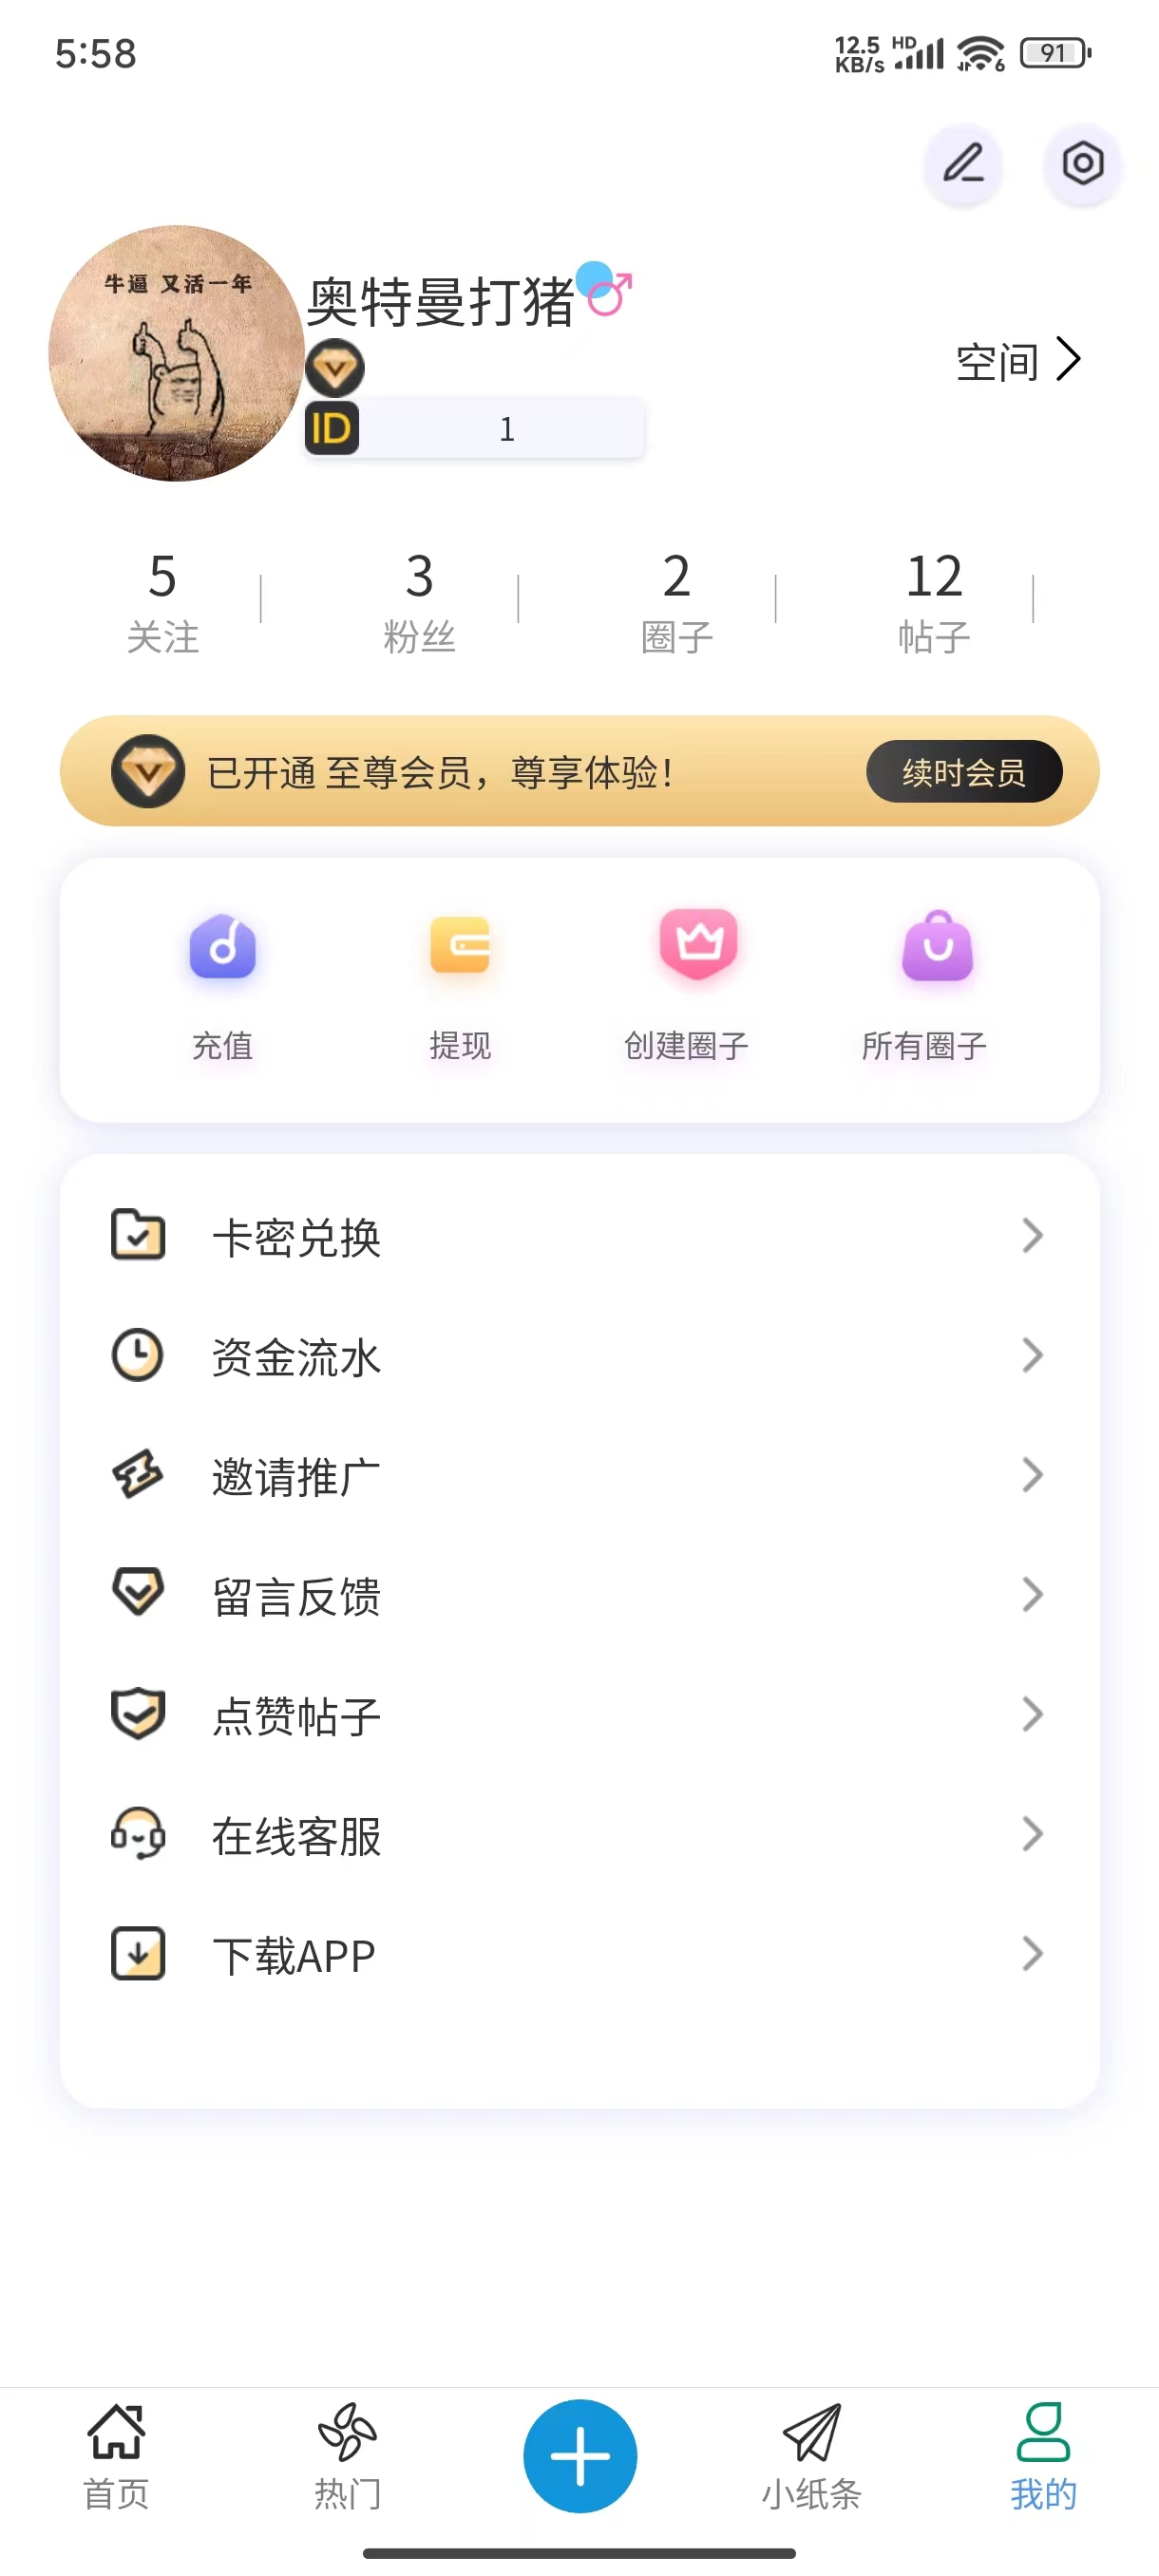 5:58
12.5
KB/s
HD
6
91
牛逼 又活一年
奥特曼打猪
空间
ID
1
5
3
2
12
关注
粉丝
圈子
帖子
已开通 至尊会员，尊享体验！
续时会员
充值
提现
创建圈子
所有圈子
卡密兑换
资金流水
邀请推广
留言反馈
点赞帖子
在线客服
下载APP
首页
热门
小纸条
我的